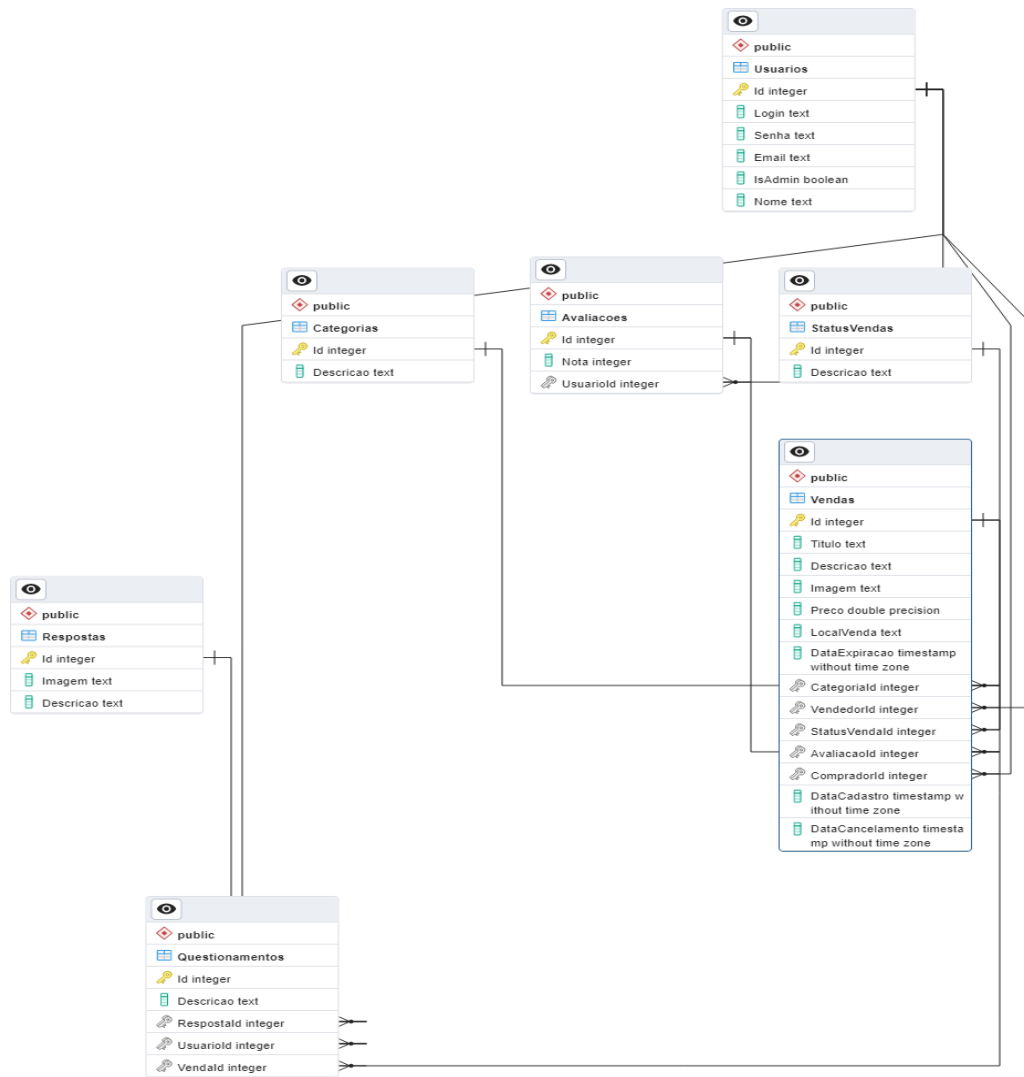 public
Usuarios
Id integer
Login text
Senha text
Email text
IsAdmin boolean
Nome text
public
Categorias
Id integer
Descricao text
public
Avaliacoes
Id integer
Nota integer
UsuarioId integer
public
StatusVendas
Id integer
Descricao text
public
Vendas
Id integer
Titulo text
Descricao text
Imagem text
Preco double precision
LocalVenda text
DataExpiracao timestamp
without time zone
CategoriaId integer
VendedorId integer
StatusVendaId integer
AvaliacaoId integer
CompradorId integer
DataCadastro timestamp w
ithout time zone
DataCancelamento timesta
mp without time zone
public
Respostas
Id integer
Imagem text
Descricao text
public
Questionamentos
Id integer
Descricao text
RespostaId integer
UsuarioId integer
VendaId integer